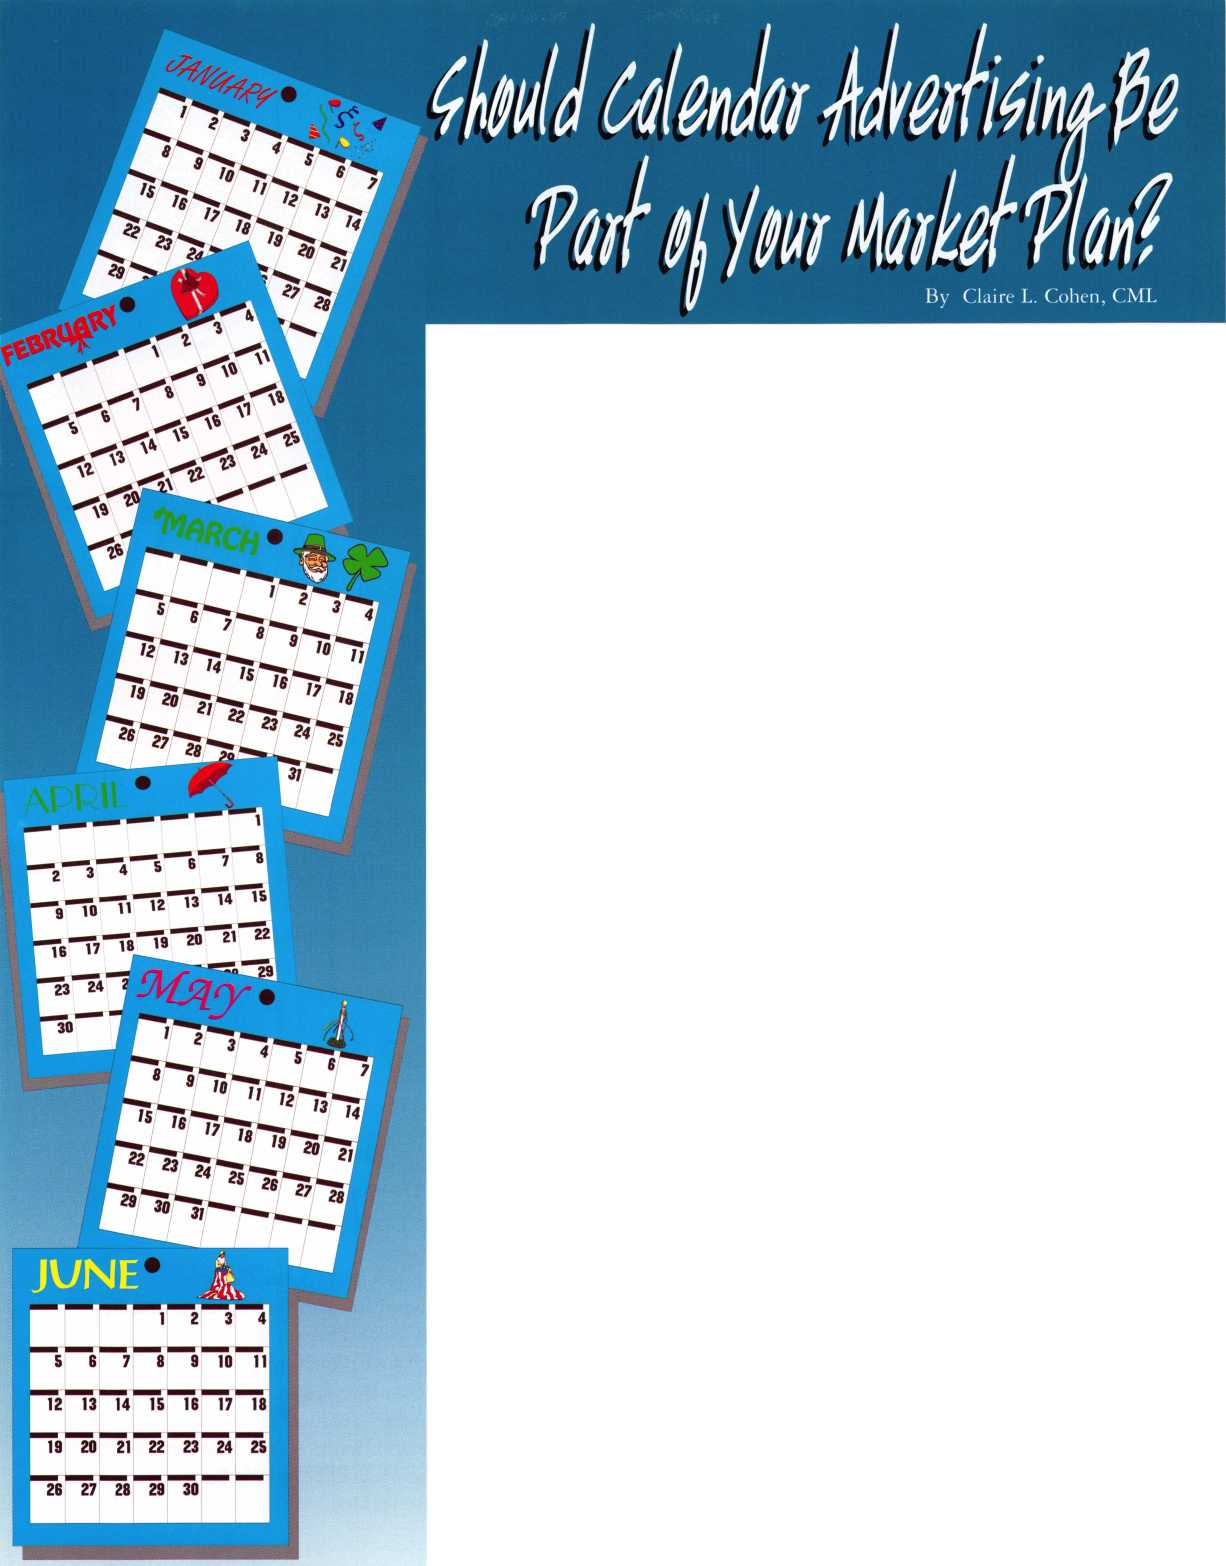 Should Calendar Advertising Be
Part of Your Market Plan?
By Claire L. Cohen, CML
JANUARY
1 2 3 4 5 6 7
8 9 10 11 12 13 14
15 16 17 18 19 20 21
22 23 24 27 28
29
FEBRUARY
1 2 3 4
5 6 7 8 9 10 11
12 13 14 15 16 17 18
19 20 21 22 23 24 25
26
MARCH
1 2 3 4
5 6 7 8 9 10 11
12 13 14 15 16 17 18
19 20 21 22 23 24 25
26 27 28 29 31
APRIL
1
2 3 4 5 6 7 8
9 10 11 12 13 14 15
16 17 18 19 20 21 22
23 24 29
30
MAY
1 2 3 4 5 6 7
8 9 10 11 12 13 14
15 16 17 18 19 20 21
22 23 24 25 26 27 28
29 30 31
JUNE
1 2 3 4
5 6 7 8 9 10 11
12 13 14 15 16 17 18
19 20 21 22 23 24 25
26 27 28 29 30